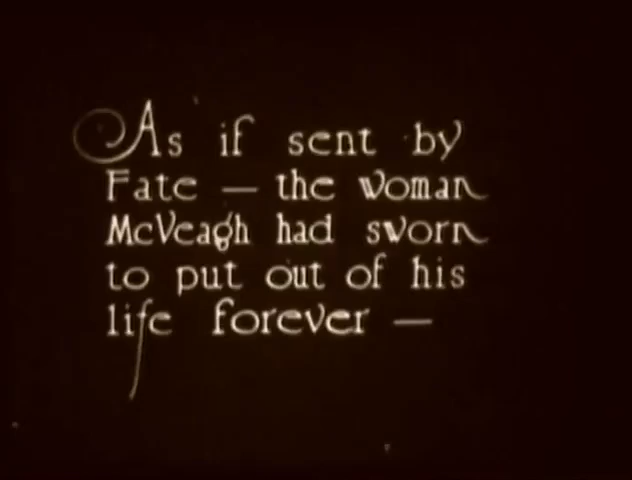 As if sent by
Fate — the woman
McVeagh had sworn
to put out of his
life forever —